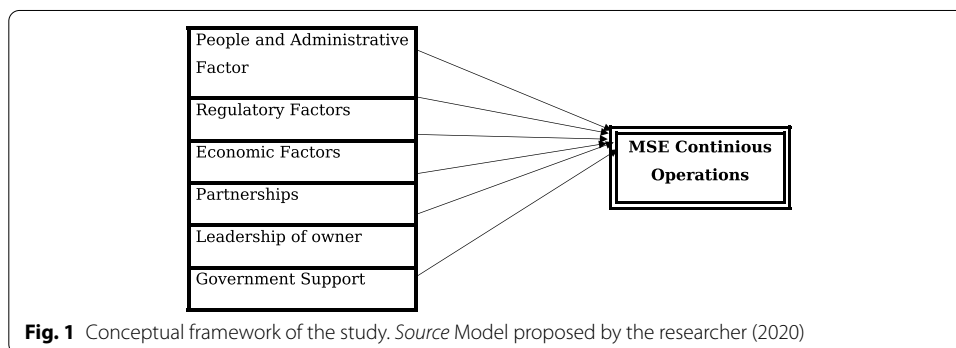 People and Administrative
Factor
Regulatory Factors
Economic Factors
Partnerships
Leadership of owner
Government Support
MSE Continious
Operations
Fig. 1 Conceptual framework of the study. Source Model proposed by the researcher (2020)